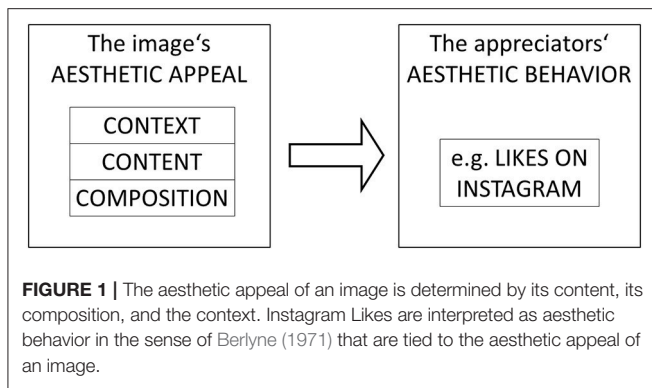 The image‘s
AESTHETIC APPEAL
CONTEXT
CONTENT
COMPOSITION
The appreciators‘
AESTHETIC BEHAVIOR
e.g. LIKES ON
INSTAGRAM
FIGURE 1 | The aesthetic appeal of an image is determined by its content, its
composition, and the context. Instagram Likes are interpreted as aesthetic
behavior in the sense of Berlyne (1971) that are tied to the aesthetic appeal of
an image.